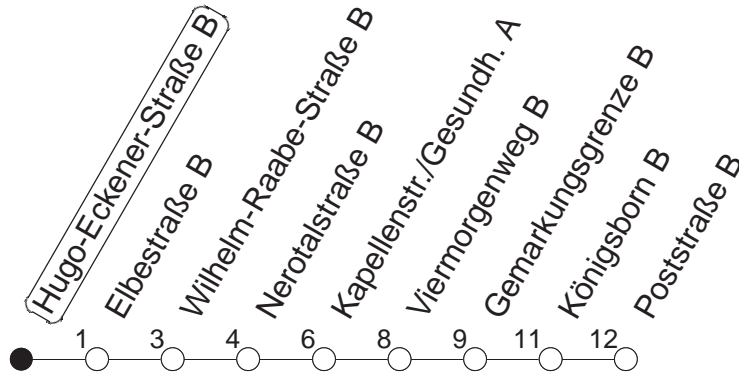 Hugo-Eckener-Straße B
Elbestraße B
Wilhelm-Raabe-Straße B
Nerotalstraße B
Kapellenstr./Gesundh. A
Viermorgenweg B
Gemarkungsgrenze B
Königsborn B
Poststraße B
1 3 4 6 8 9 11 12